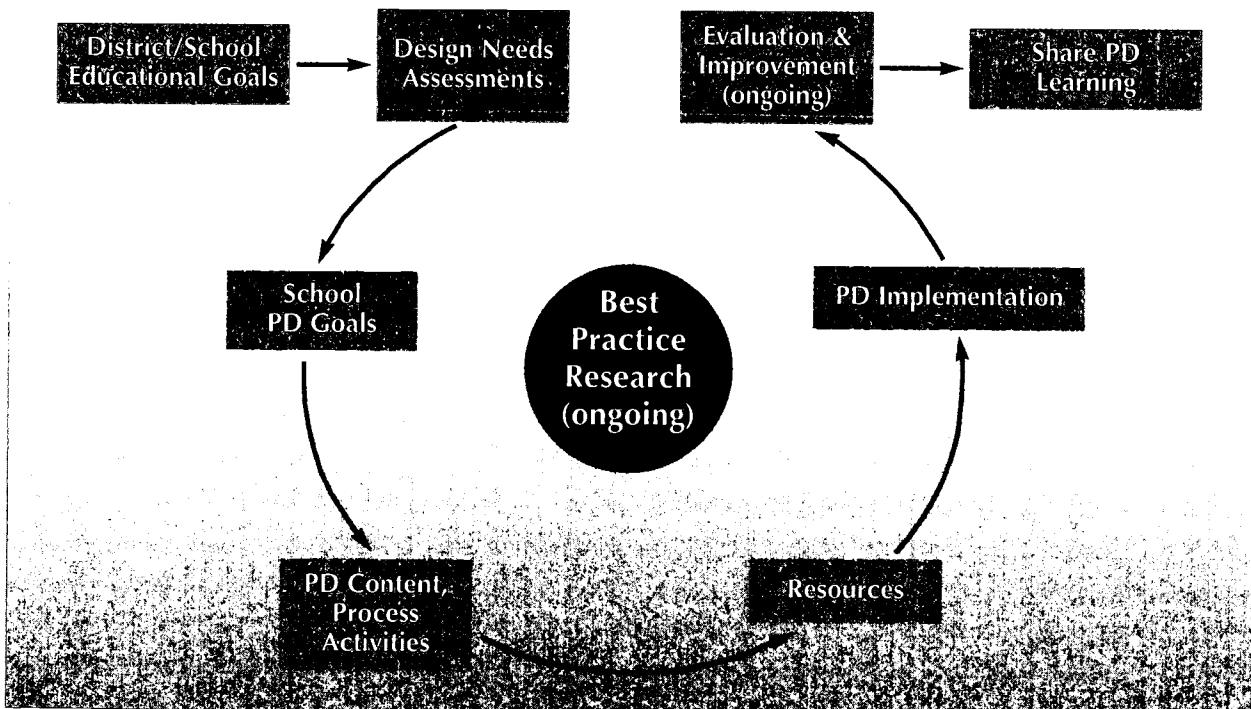 District/School
Educational Goals
Design Needs
Assessments
School
PD Goals
PD Content,
Process
Activities
Resources
PD Implementation
Evaluation &
Improvement
(ongoing)
Share PD
Learning
Best
Practice
Research
(ongoing)